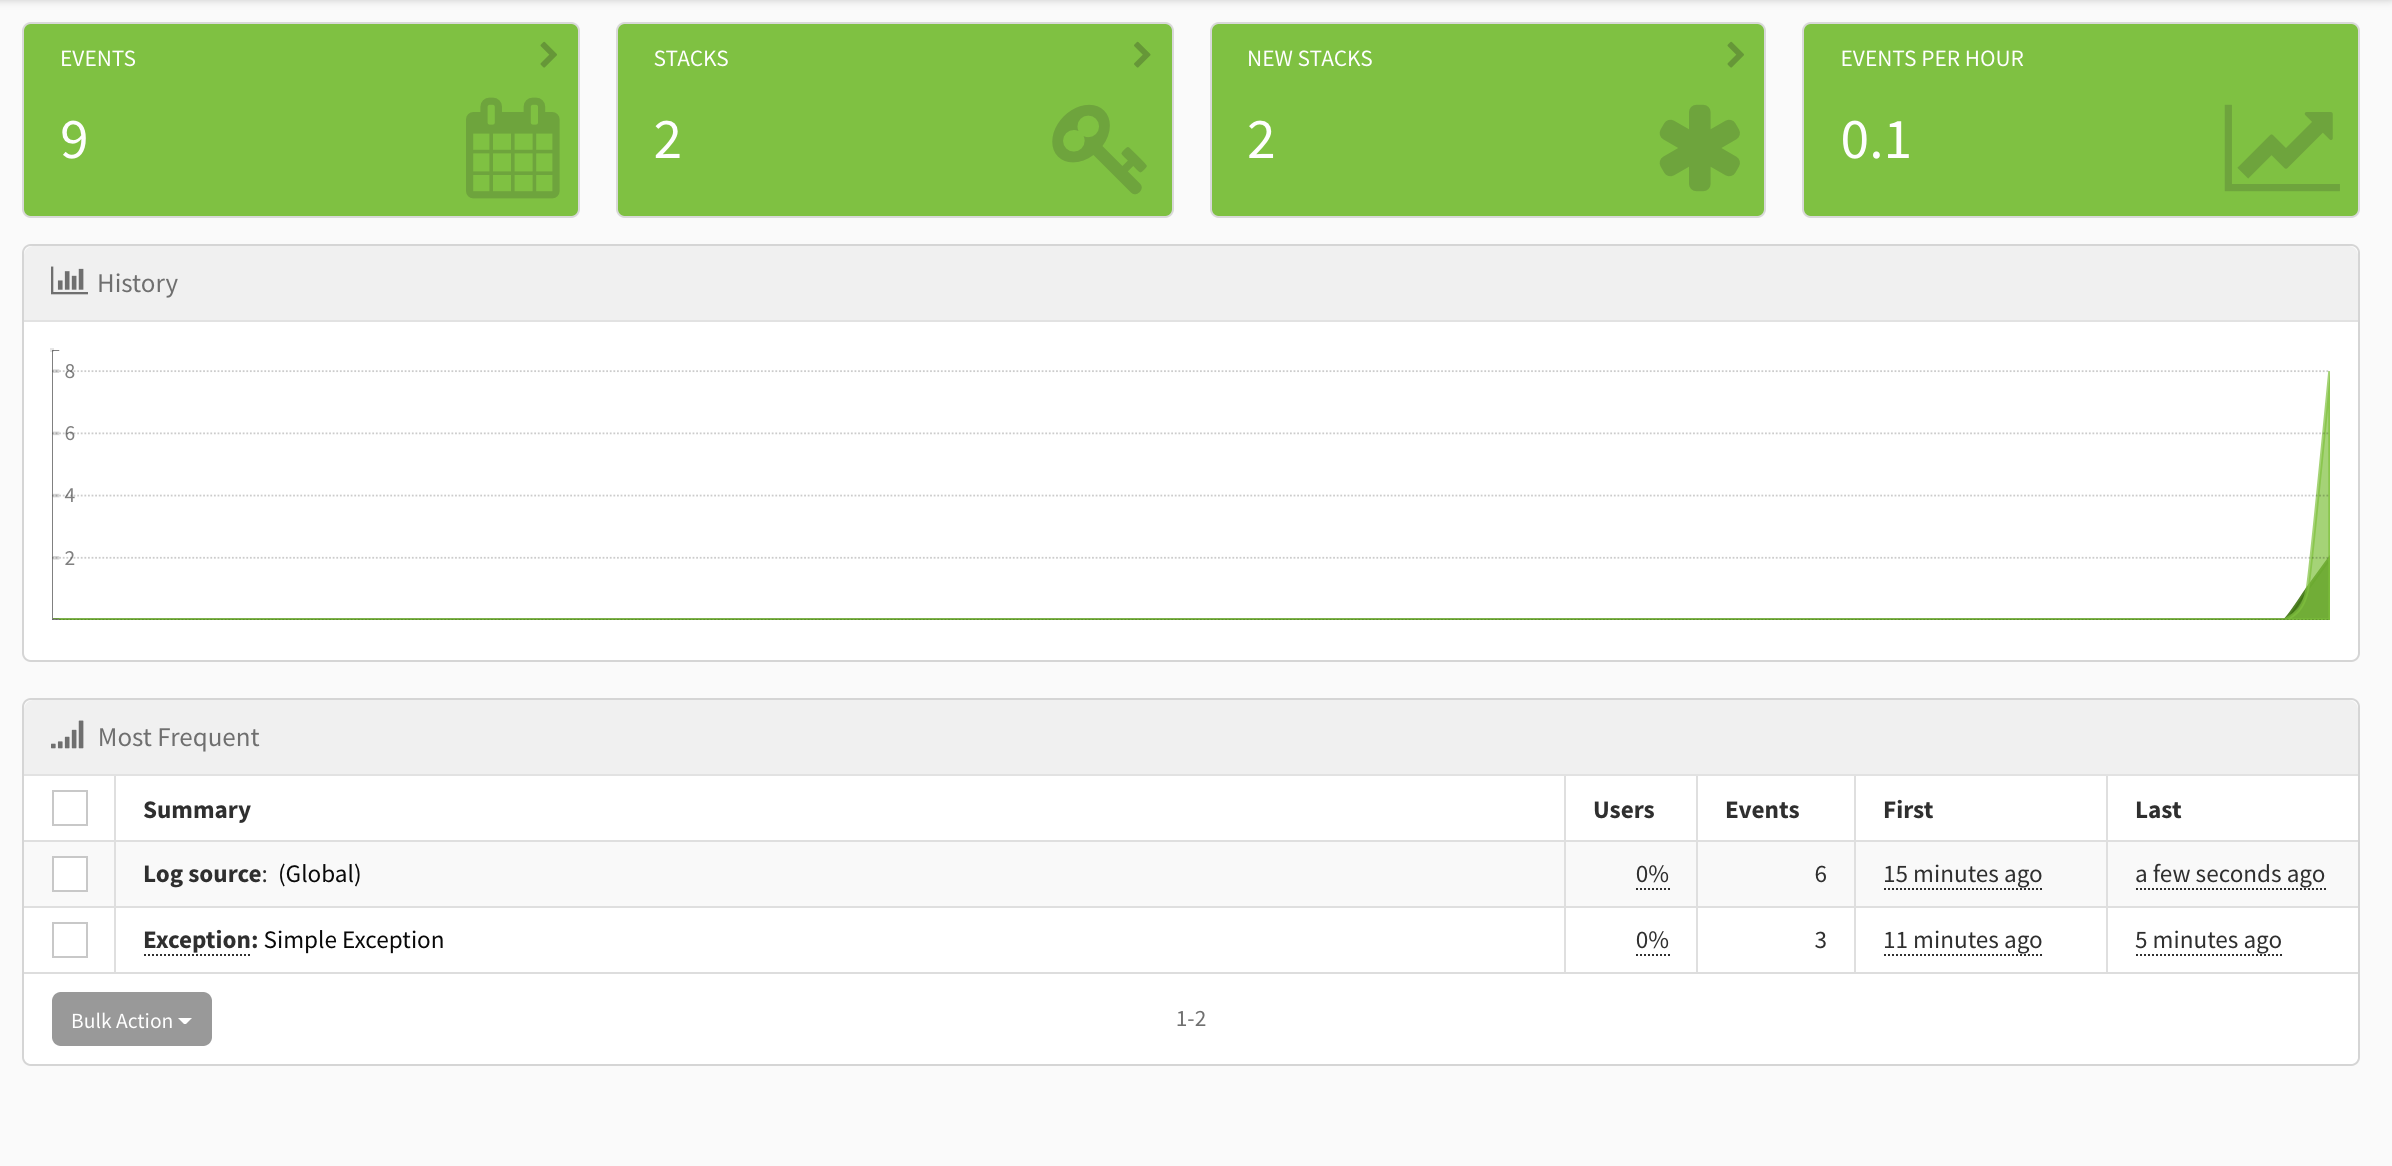 EVENTS
9
STACKS
2
NEW STACKS
2
EVENTS PER HOUR
0.1
History
8
6
4
2
Most Frequent
Summary Users Events First Last
Log source: (Global) 0% 6 15 minutes ago a few seconds ago
Exception: Simple Exception 0% 3 11 minutes ago 5 minutes ago
Bulk Action 1-2